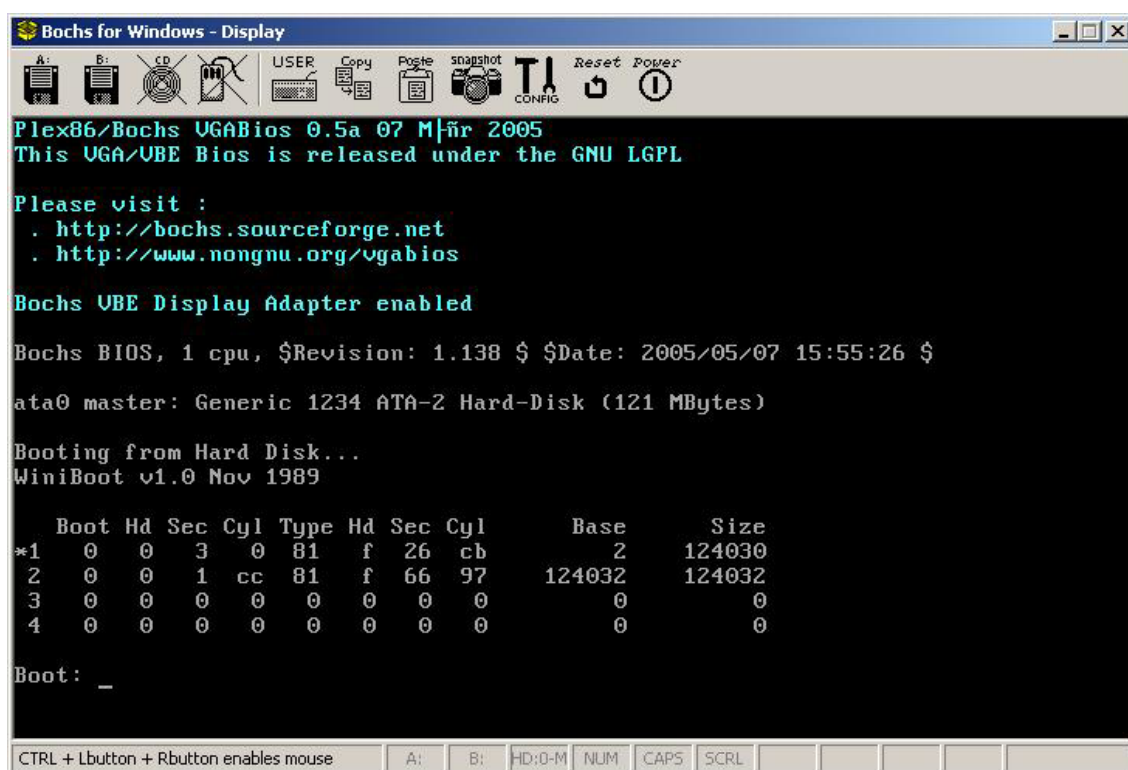 Bochs for Windows - Display
A: B: CD USER Copy Paste snapshot CONFIG Reset Power
Plex86/Bochs VGABios 0.5a 07 M├ñr 2005
This VGA/VBE Bios is released under the GNU LGPL
Please visit :
. http://bochs.sourceforge.net
. http://www.nongnu.org/vgabios
Bochs VBE Display Adapter enabled
Bochs BIOS, 1 cpu, $Revision: 1.138 $ $Date: 2005/05/07 15:55:26 $
ata0 master: Generic 1234 ATA-2 Hard-Disk (121 MBytes)
Booting from Hard Disk...
WiniBoot v1.0 Nov 1989
Boot Hd Sec Cyl Type Hd Sec Cyl Base Size
*1 0 0 3 0 81 f 26 cb 2 124030
2 0 0 1 cc 81 f 66 97 124032 124032
3 0 0 0 0 0 0 0 0 0 0
4 0 0 0 0 0 0 0 0 0 0
Boot: _
CTRL + Lbutton + Rbutton enables mouse A: B: HD:0-M NUM CAPS SCRL